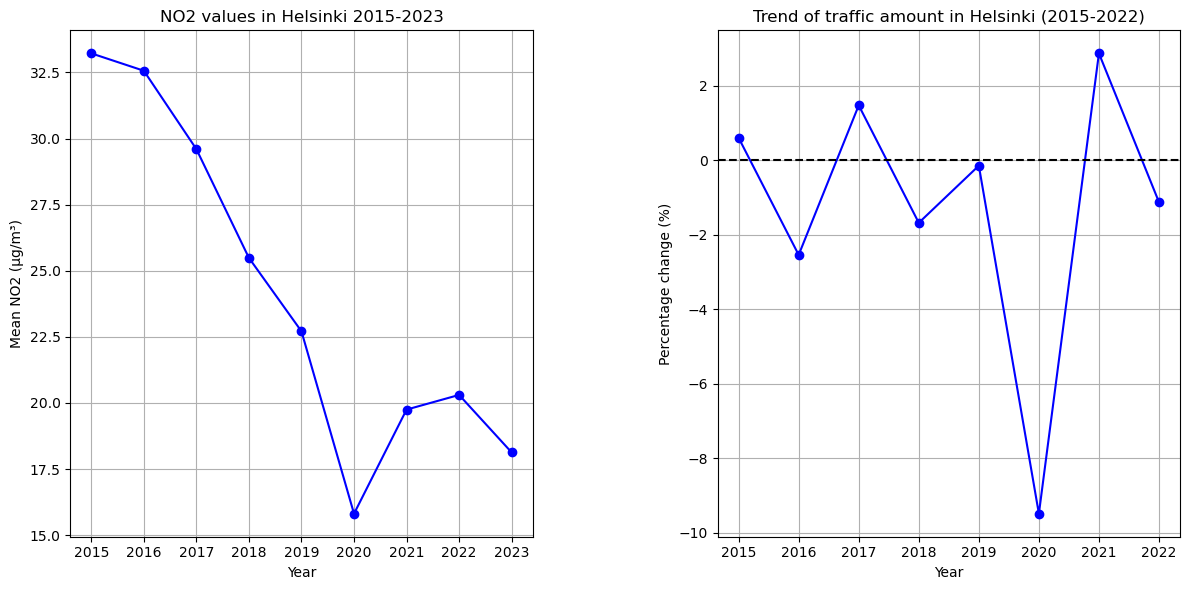 NO2 values in Helsinki 2015-2023
Mean NO2 (µg/m³)
32.5
30.0
27.5
25.0
22.5
20.0
17.5
15.0
2015 2016 2017 2018 2019 2020 2021 2022 2023
Year
Trend of traffic amount in Helsinki (2015-2022)
Percentage change (%)
2
0
−2
−4
−6
−8
−10
2015 2016 2017 2018 2019 2020 2021 2022
Year